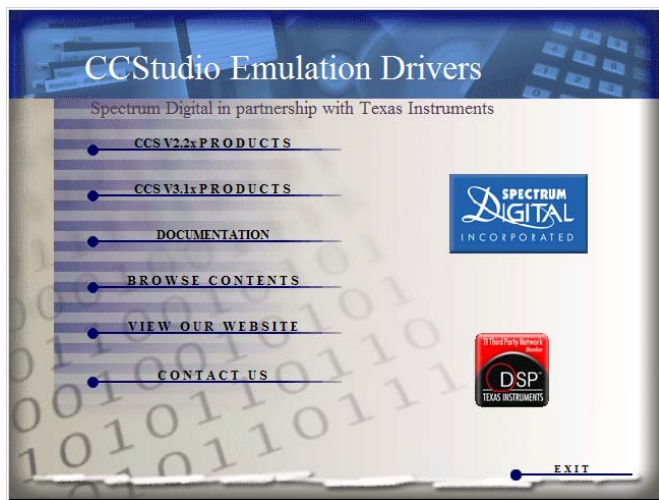 CCStudio Emulation Drivers
Spectrum Digital in partnership with Texas Instruments
CCS V2.2x PRODUCTS
CCS V3.1x PRODUCTS
DOCUMENTATION
BROWSE CONTENTS
VIEW OUR WEBSITE
CONTACT US
SPECTRUM
DIGITAL
INCORPORATED
TI Third Party Network
Member
DSP
TEXAS INSTRUMENTS
EXIT